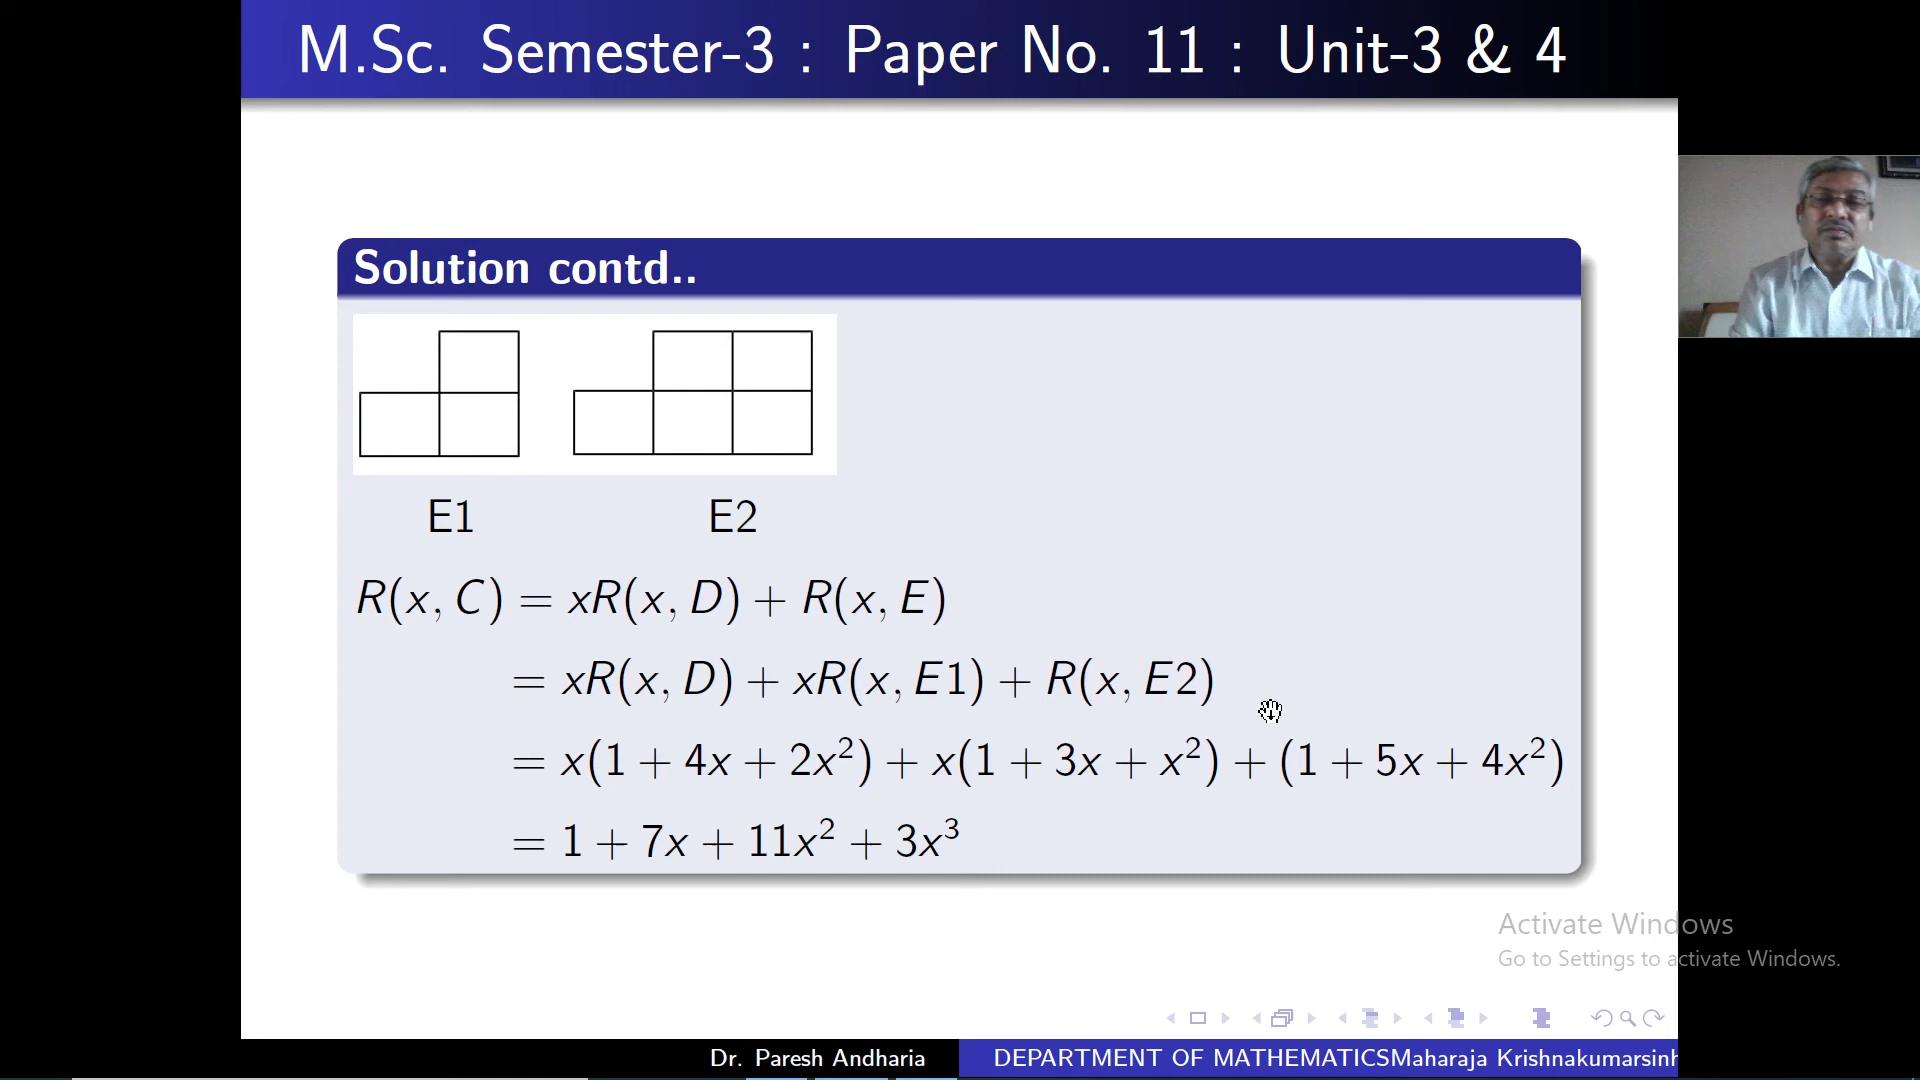 M.Sc. Semester-3 : Paper No. 11 : Unit-3 & 4
Solution contd..
E1 E2
R(x, C) = xR(x, D) + R(x, E)
= xR(x, D) + xR(x, E1) + R(x, E2)
= x(1 + 4x + 2x²) + x(1 + 3x + x²) + (1 + 5x + 4x²)
= 1 + 7x + 11x² + 3x³
Activate Windows
Go to Settings to activate Windows.
Dr. Paresh Andharia DEPARTMENT OF MATHEMATICSMaharaja Krishnakumarsinh